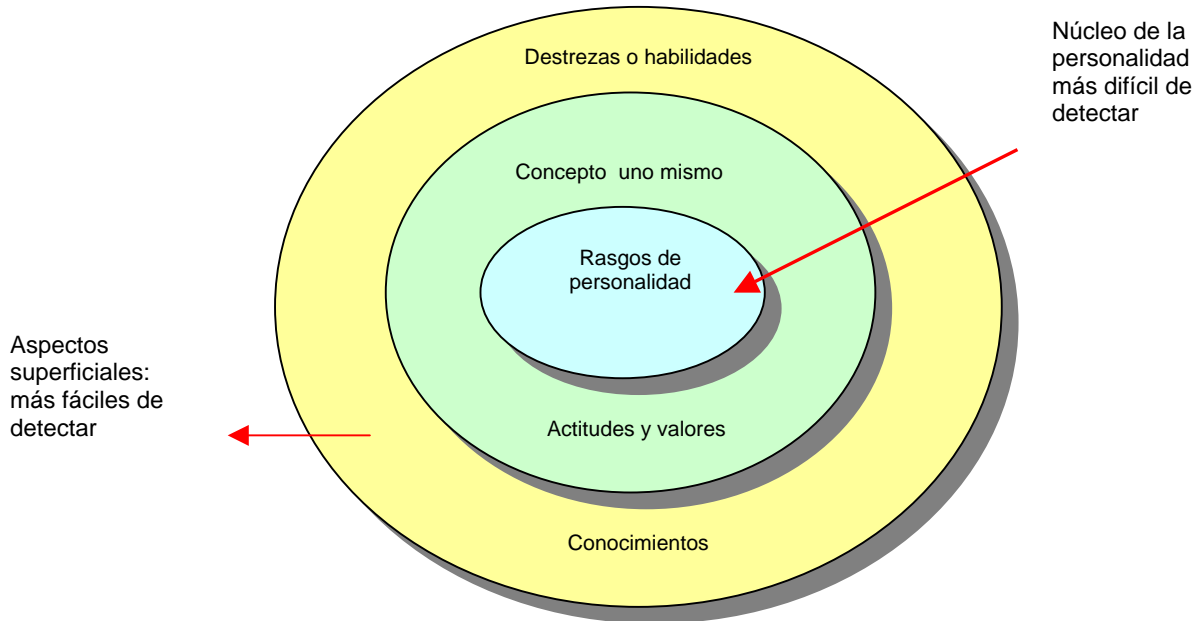 Destrezas o habilidades
Núcleo de la
personalidad
más difícil de
detectar
Concepto  uno mismo
Rasgos de
personalidad
Aspectos
superficiales:
más fáciles de
detectar
Actitudes y valores
Conocimientos